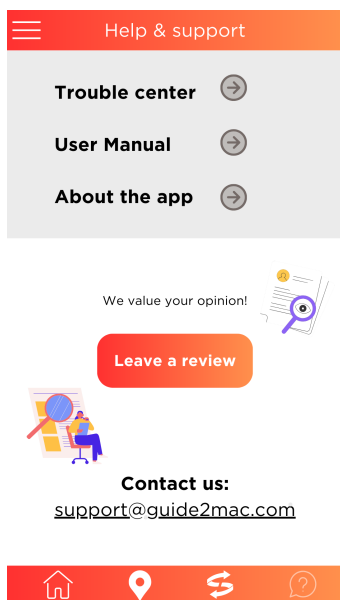 Help & support
Trouble center
User Manual
About the app
We value your opinion!
Leave a review
Contact us:
support@guide2mac.com